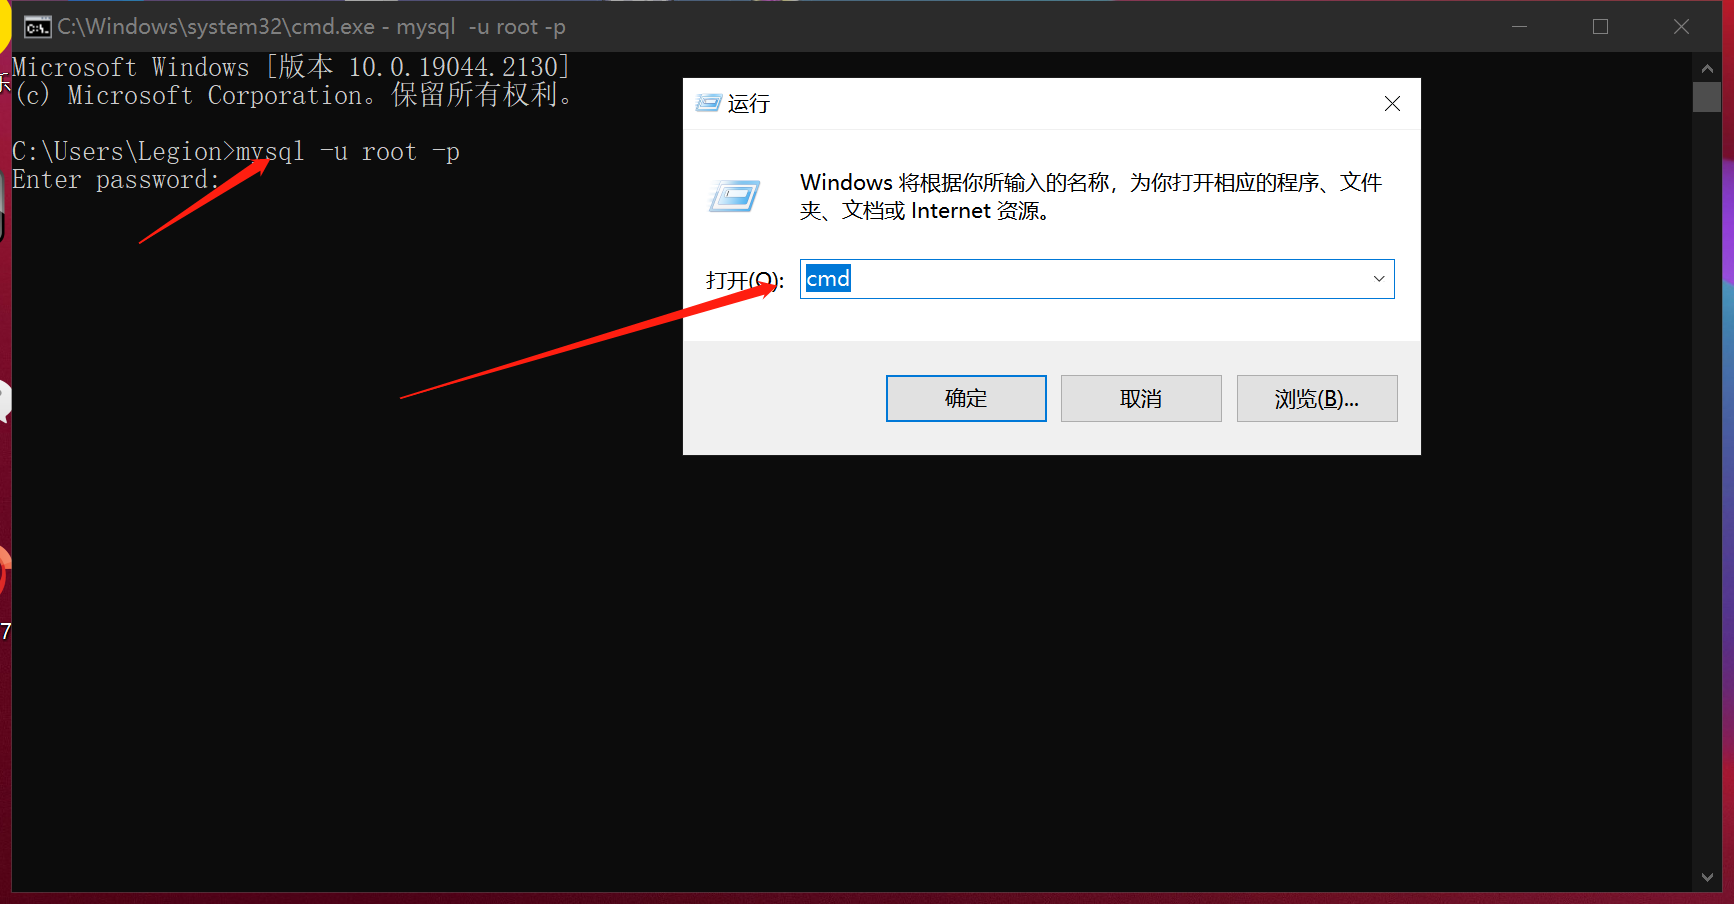 C:\Windows\system32\cmd.exe - mysql  -u root -p
Microsoft Windows [版本 10.0.19044.2130]
(c) Microsoft Corporation。保留所有权利。
C:\Users\Legion>mysql -u root -p
Enter password:
运行
Windows 将根据你所输入的名称，为你打开相应的程序、文件
夹、文档或 Internet 资源。
打开(O):
cmd
确定
取消
浏览(B)...
乐
7